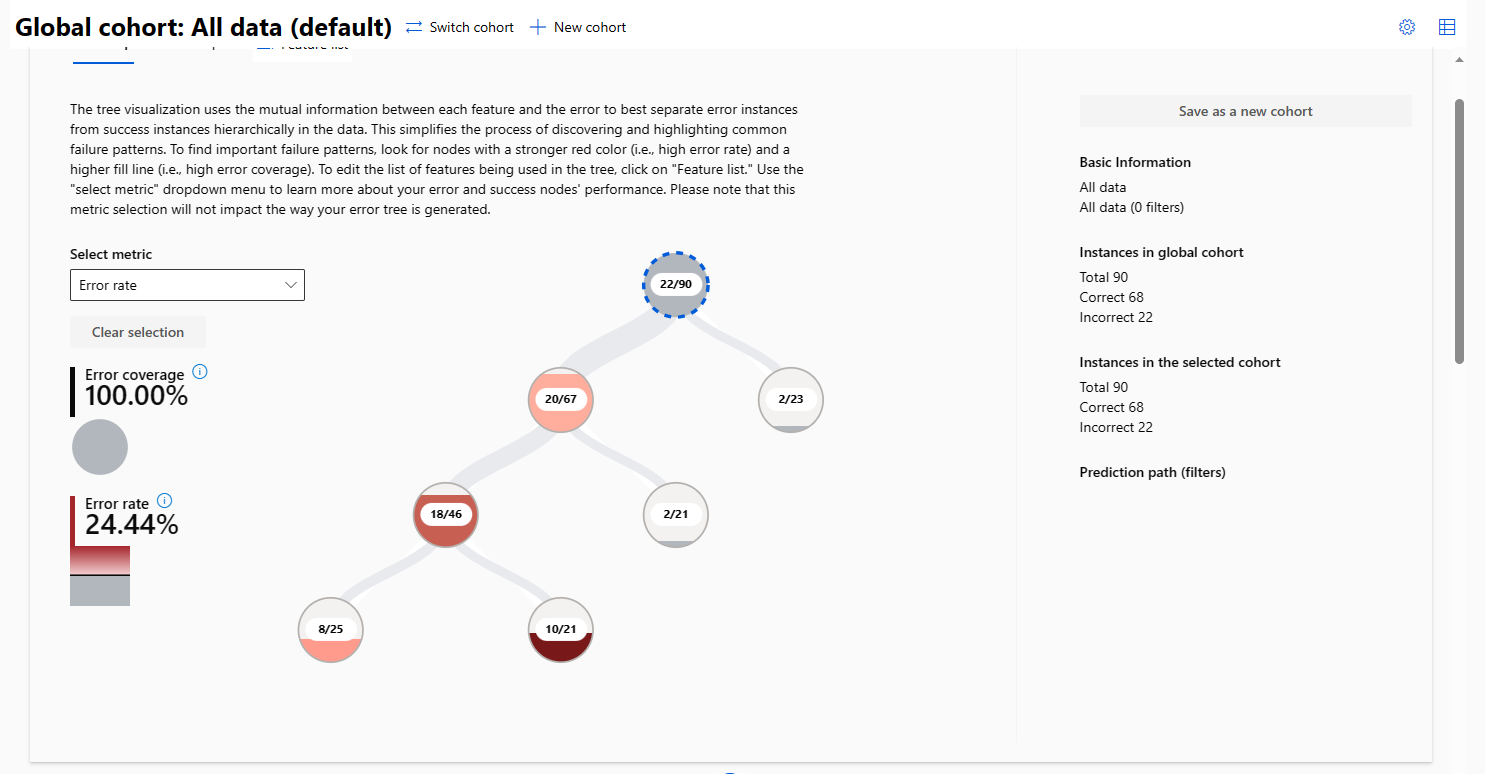 Global cohort: All data (default)
Switch cohort
New cohort
The tree visualization uses the mutual information between each feature and the error to best separate error instances
from success instances hierarchically in the data. This simplifies the process of discovering and highlighting common
failure patterns. To find important failure patterns, look for nodes with a stronger red color (i.e., high error rate) and a
higher fill line (i.e., high error coverage). To edit the list of features being used in the tree, click on "Feature list." Use the
"select metric" dropdown menu to learn more about your error and success nodes' performance. Please note that this
metric selection will not impact the way your error tree is generated.
Select metric
Error rate
Clear selection
Error coverage
100.00%
Error rate
24.44%
22/90
20/67
2/23
18/46
2/21
8/25
10/21
Save as a new cohort
Basic Information
All data
All data (0 filters)
Instances in global cohort
Total 90
Correct 68
Incorrect 22
Instances in the selected cohort
Total 90
Correct 68
Incorrect 22
Prediction path (filters)